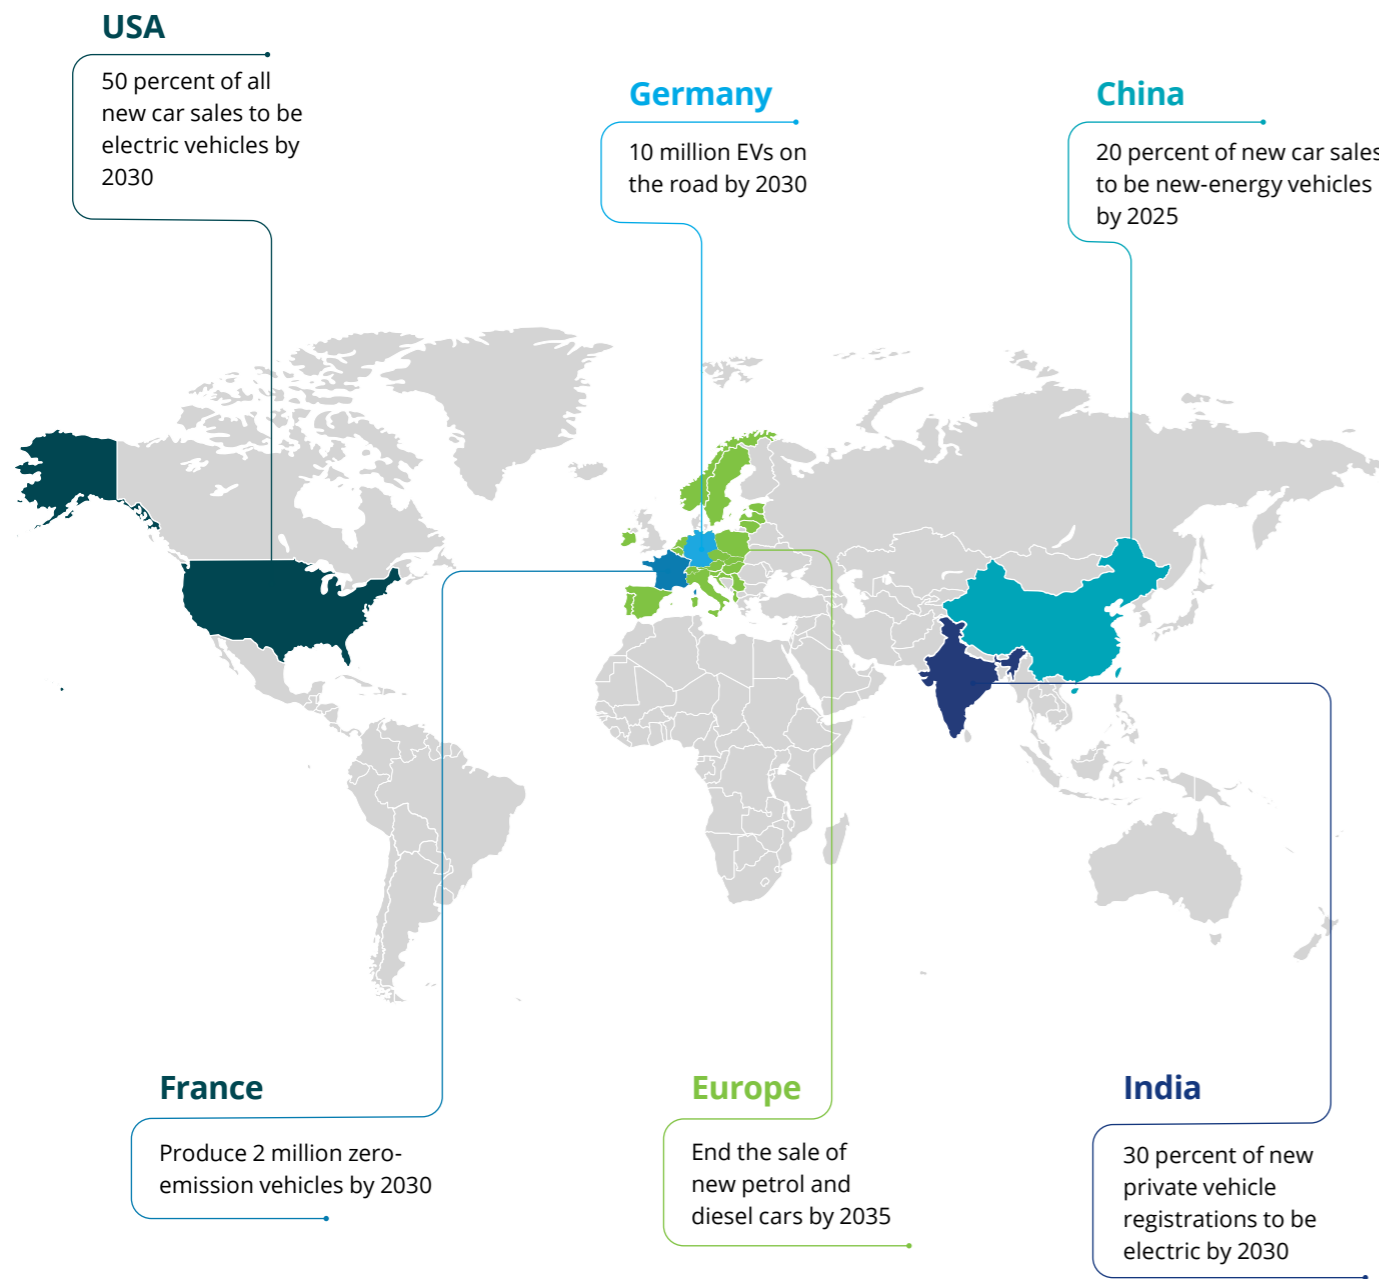 USA
50 percent of all
new car sales to be
electric vehicles by
2030
Germany
10 million EVs on
the road by 2030
China
20 percent of new car sales
to be new-energy vehicles
by 2025
France
Produce 2 million zero-
emission vehicles by 2030
Europe
End the sale of
new petrol and
diesel cars by 2035
India
30 percent of new
private vehicle
registrations to be
electric by 2030